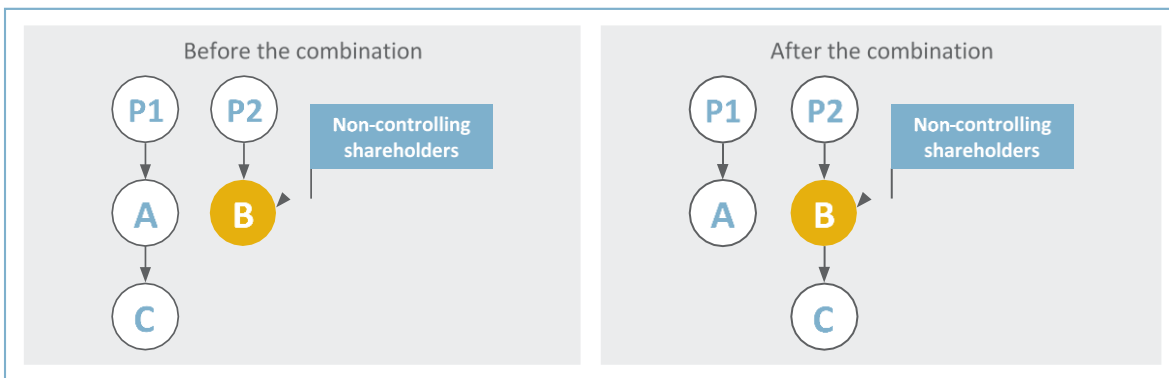 Before the combination
P1
P2
Non-controlling
shareholders
A
B
C
After the combination
P1
P2
Non-controlling
shareholders
A
B
C